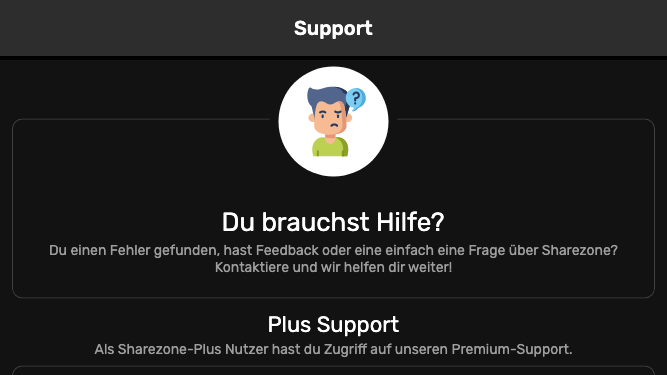 Support
?
Du brauchst Hilfe?
Du einen Fehler gefunden, hast Feedback oder eine einfach eine Frage über Sharezone?
Kontaktiere und wir helfen dir weiter!
Plus Support
Als Sharezone-Plus Nutzer hast du Zugriff auf unseren Premium-Support.